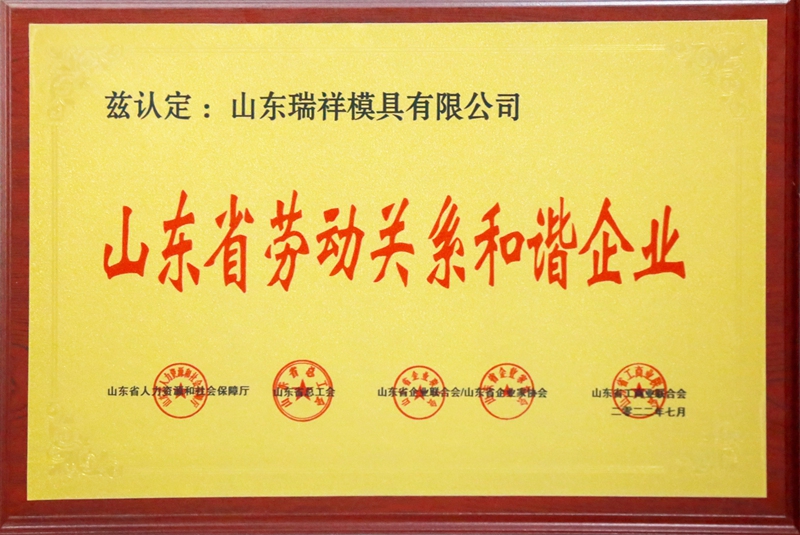 兹认定：山东瑞祥模具有限公司
山东省劳动关系和谐企业
山东省人力资源和社会保障厅 山东省总工会 山东省企业联合会/山东省企业家协会 山东省工商业联合会
二〇二二年七月